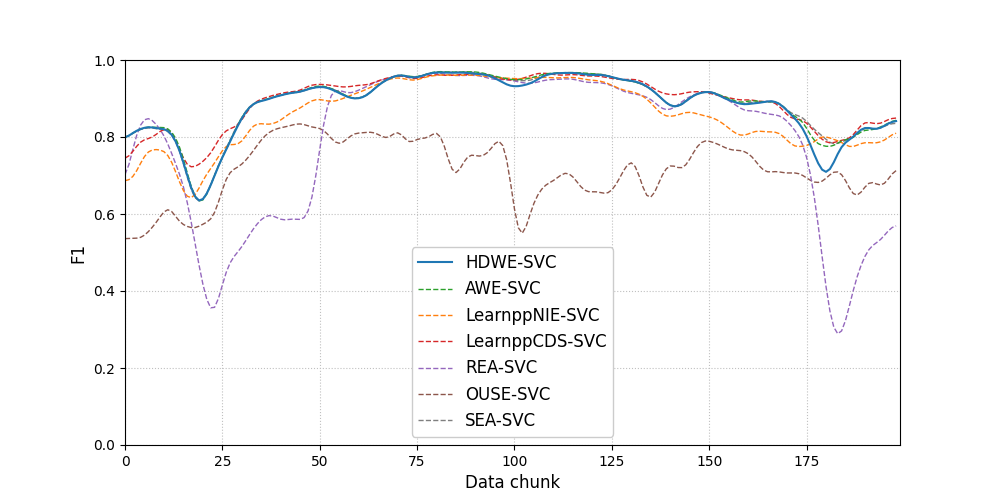 1.0
0.8
0.6
0.4
0.2
0.0
F1
HDWE-SVC
AWE-SVC
LearnppNIE-SVC
LearnppCDS-SVC
REA-SVC
OUSE-SVC
SEA-SVC
0 25 50 75 100 125 150 175
Data chunk